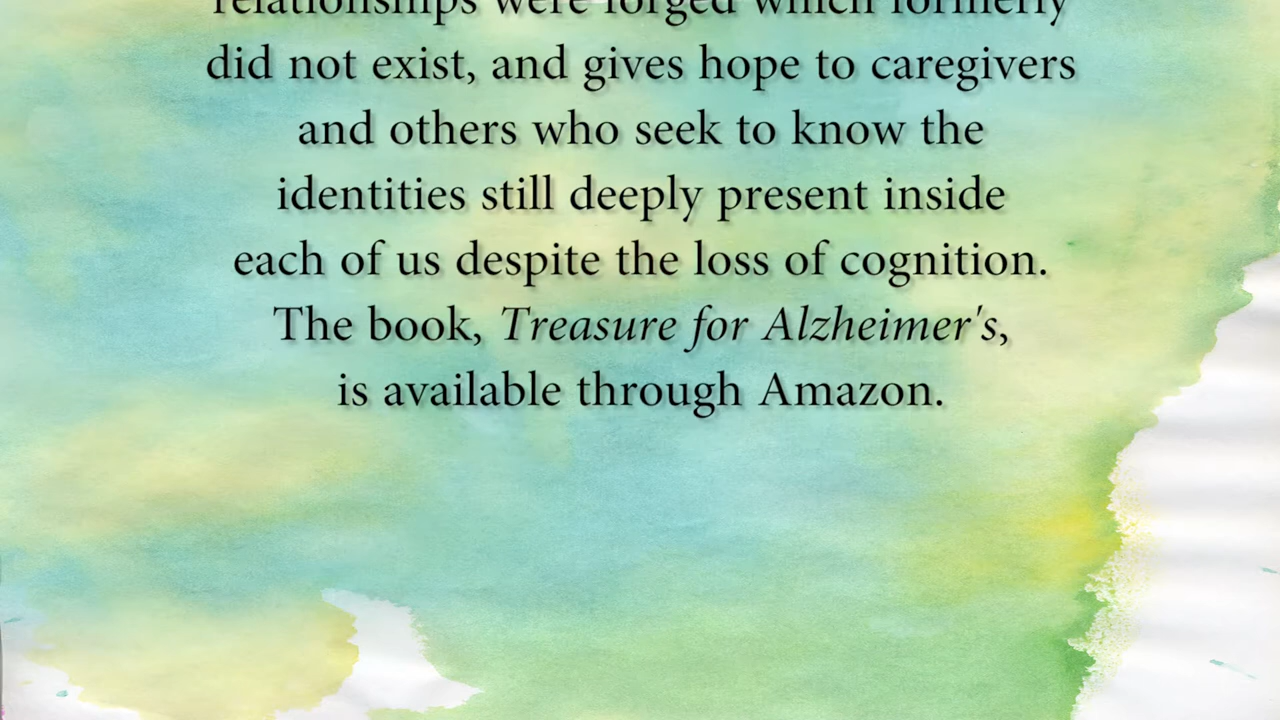 relationships were forged which formerly
did not exist, and gives hope to caregivers
and others who seek to know the
identities still deeply present inside
each of us despite the loss of cognition.
The book, Treasure for Alzheimer's,
is available through Amazon.